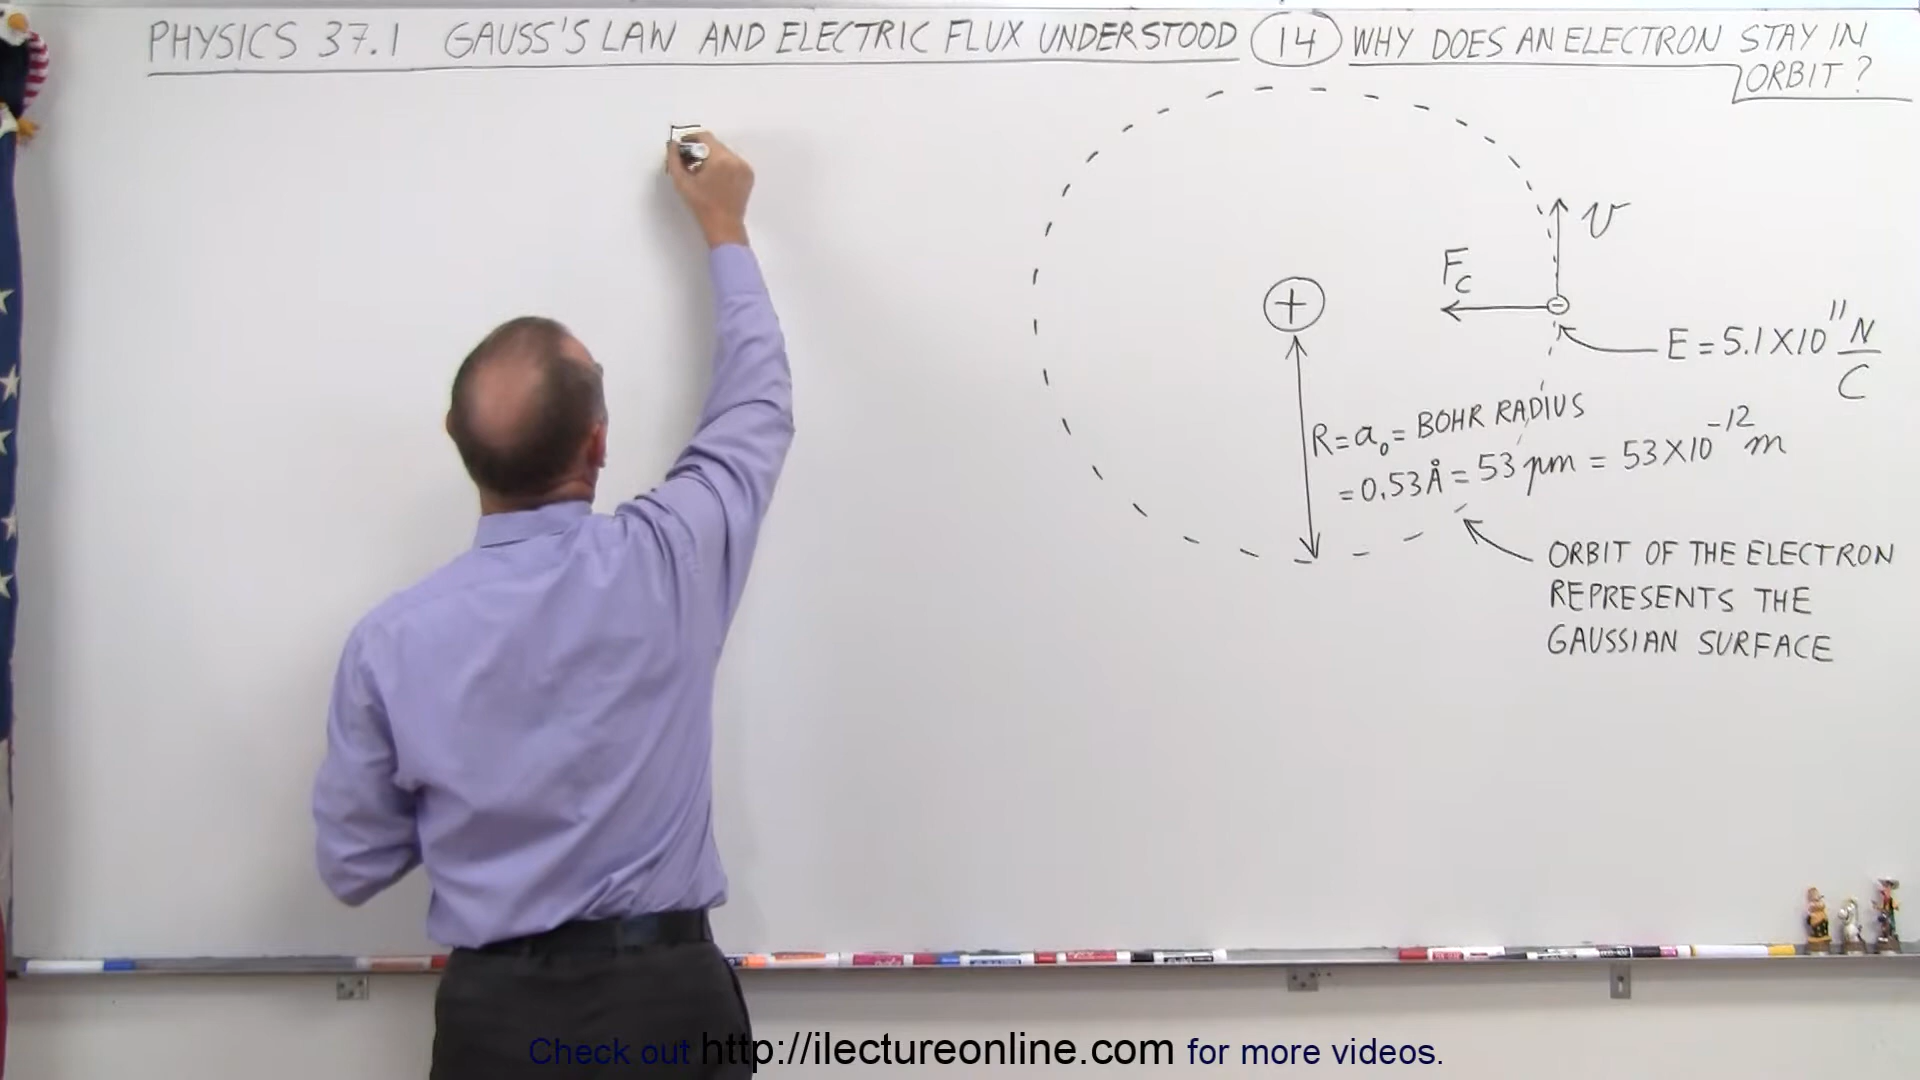 PHYSICS 37.1 GAUSS'S LAW AND ELECTRIC FLUX UNDERSTOOD 14 WHY DOES AN ELECTRON STAY IN
ORBIT?
v
Fc
+
−
E = 5.1 X 10¹¹ N/C
R = a₀ = BOHR RADIUS
= 0.53 Å = 53 pm = 53 X 10⁻¹² m
ORBIT OF THE ELECTRON
REPRESENTS THE
GAUSSIAN SURFACE
Check out http://ilectureonline.com for more videos.